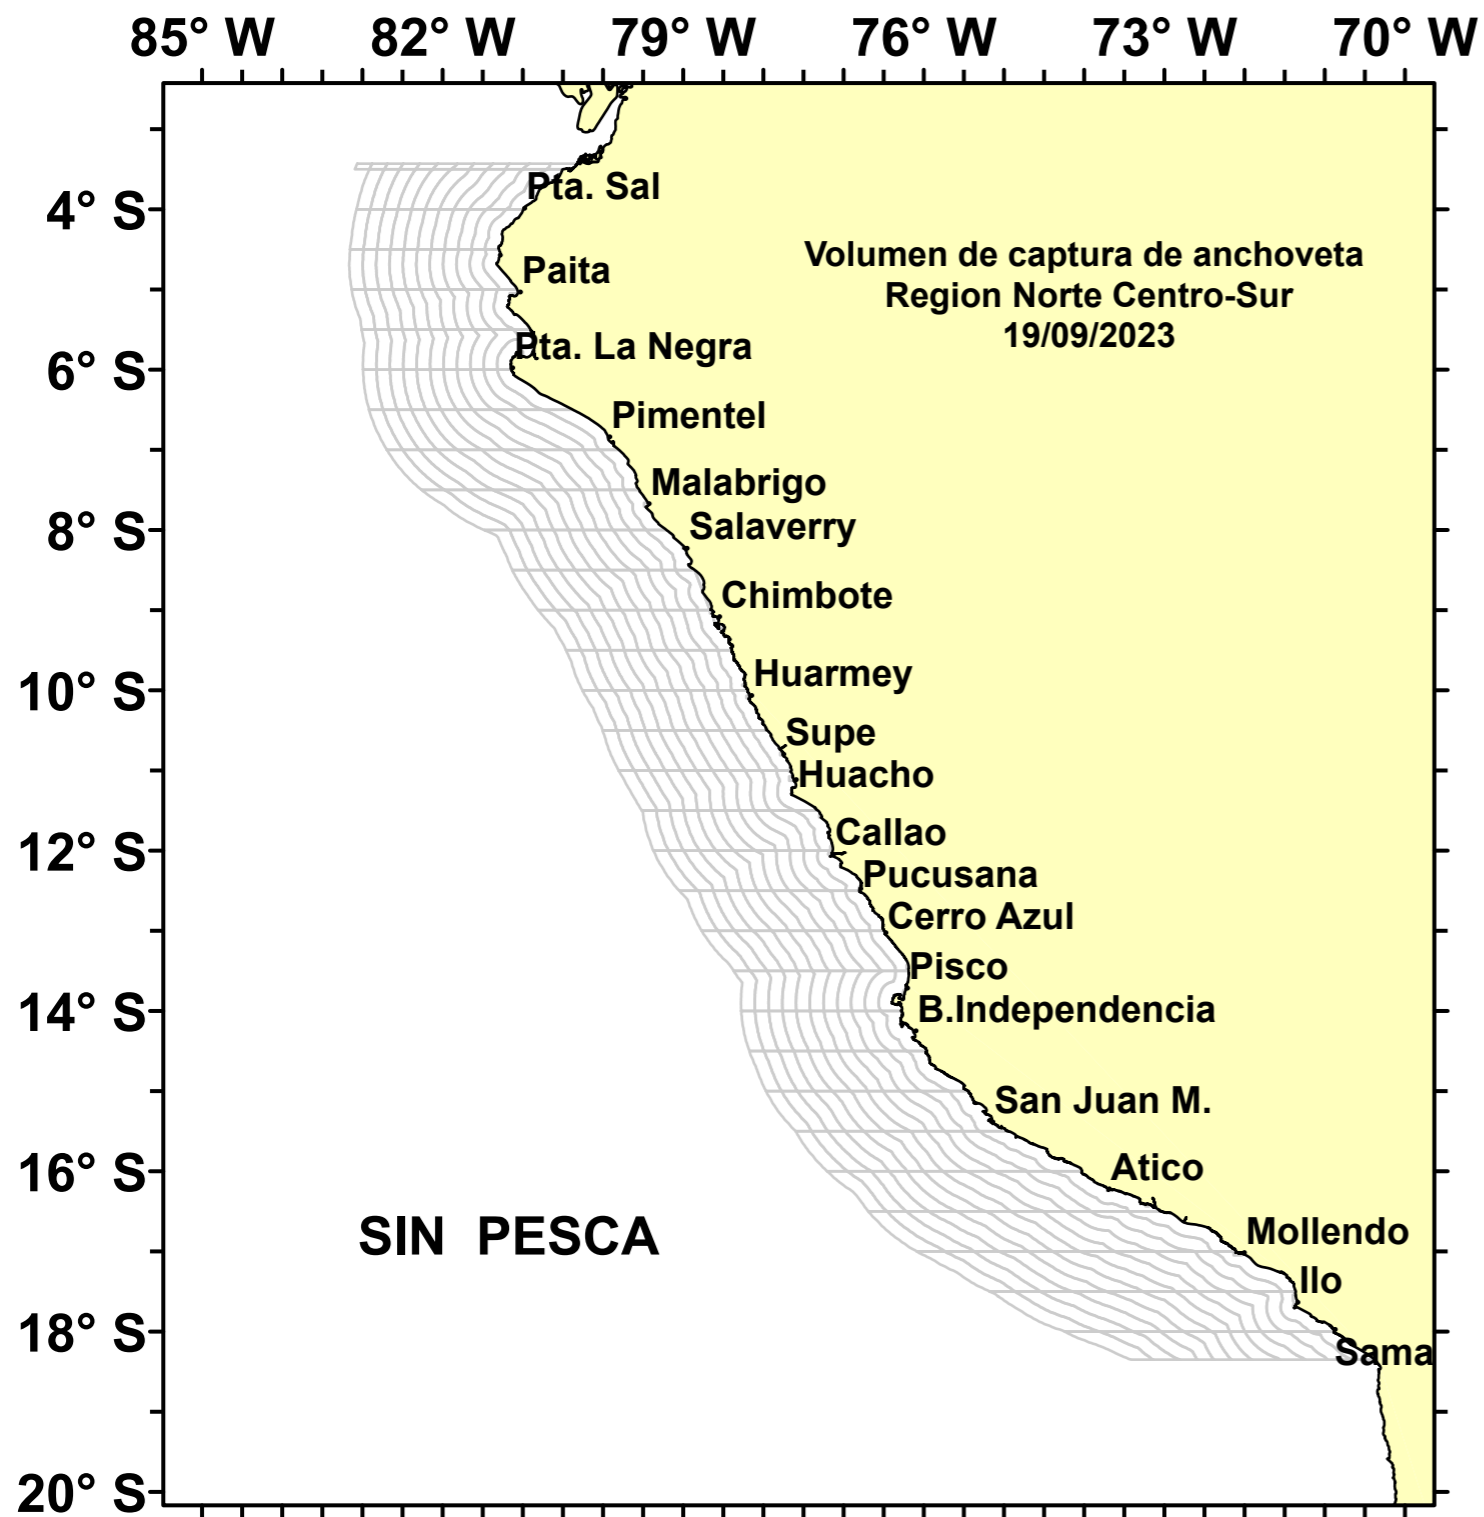 85° W 82° W 79° W 76° W 73° W 70° W
Pta. Sal
4° S
Volumen de captura de anchoveta
Region Norte Centro-Sur
19/09/2023
Paita
Pta. La Negra
6° S
Pimentel
Malabrigo
Salaverry
8° S
Chimbote
Huarmey
10° S
Supe
Huacho
Callao
12° S
Pucusana
Cerro Azul
Pisco
B.Independencia
14° S
San Juan M.
Atico
16° S
Mollendo
SIN PESCA
Ilo
18° S
Sama
20° S